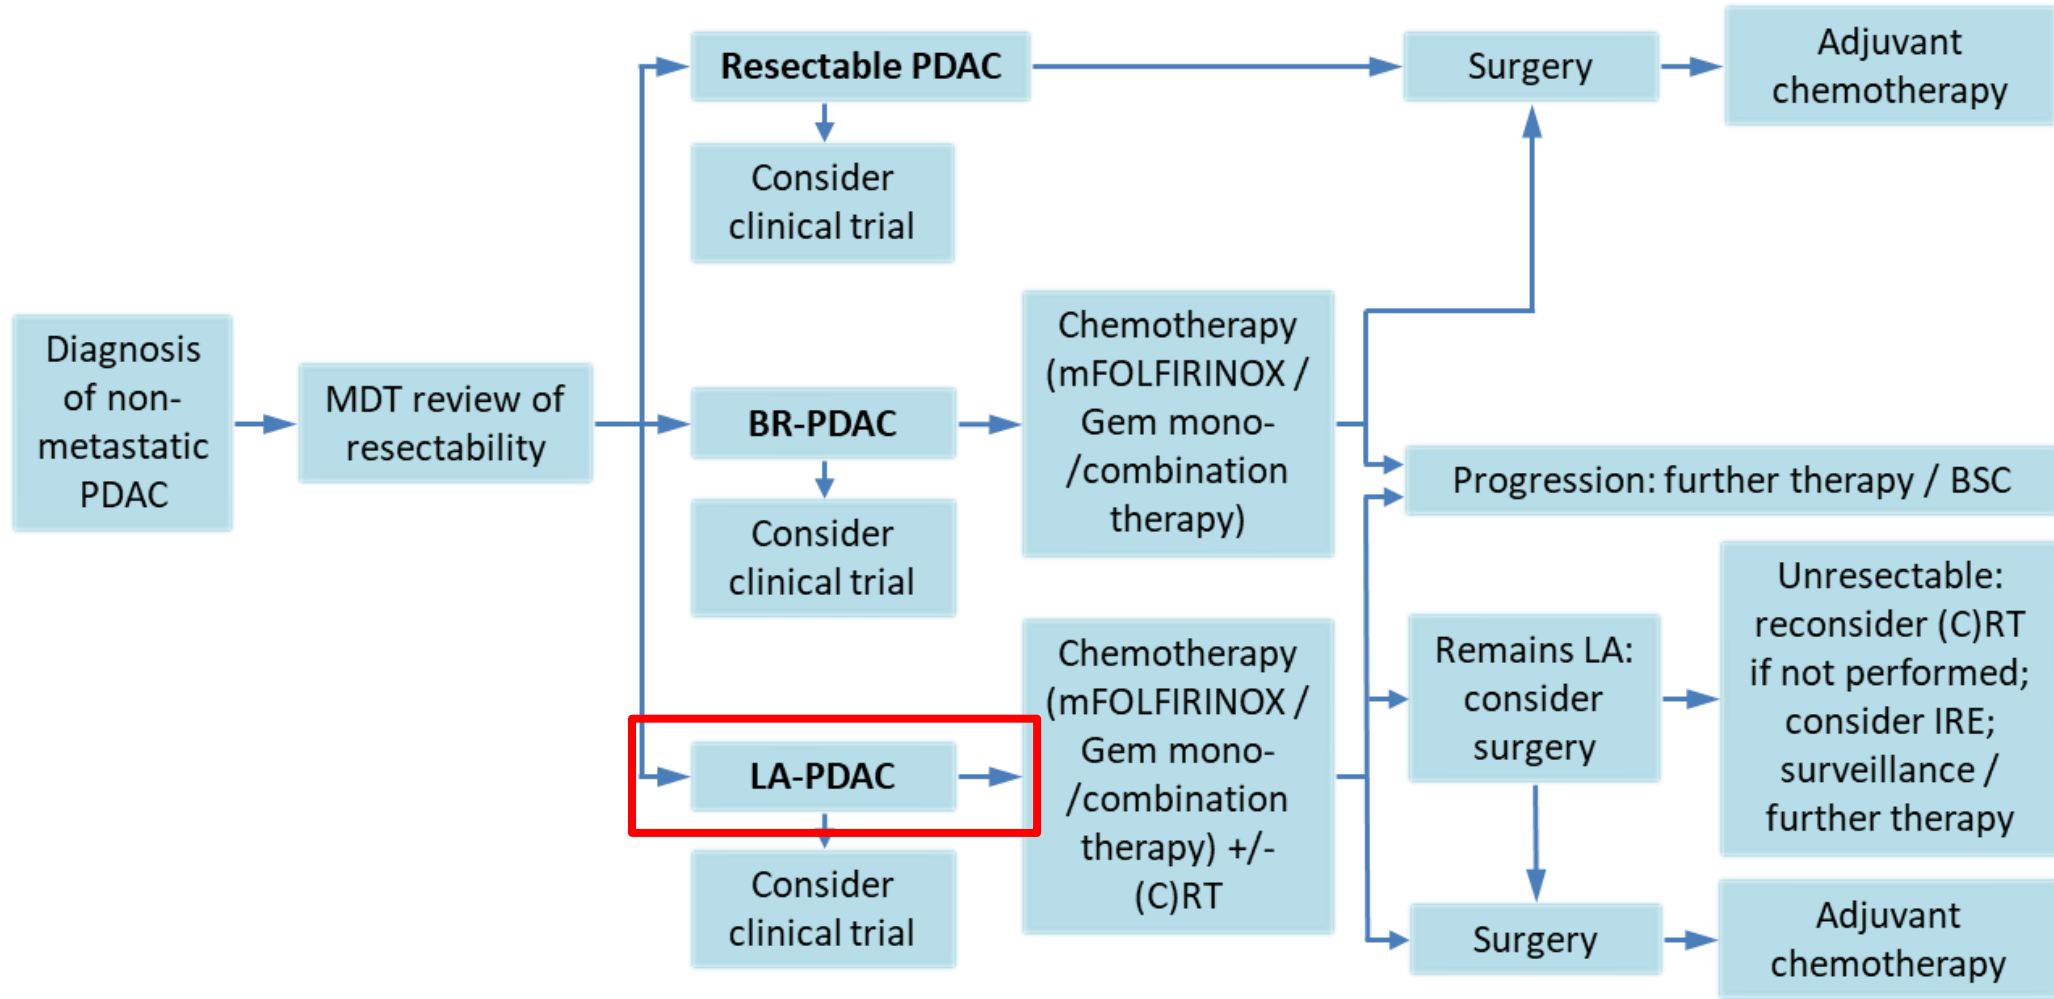 Diagnosis
of non-
metastatic
PDAC
MDT review of
resectability
Resectable PDAC
Consider
clinical trial
Surgery
Adjuvant
chemotherapy
BR-PDAC
Consider
clinical trial
Chemotherapy
(mFOLFIRINOX /
Gem mono-
/combination
therapy)
Progression: further therapy / BSC
LA-PDAC
Consider
clinical trial
Chemotherapy
(mFOLFIRINOX /
Gem mono-
/combination
therapy) +/-
(C)RT
Remains LA:
consider
surgery
Unresectable:
reconsider (C)RT
if not performed;
consider IRE;
surveillance /
further therapy
Surgery
Adjuvant
chemotherapy